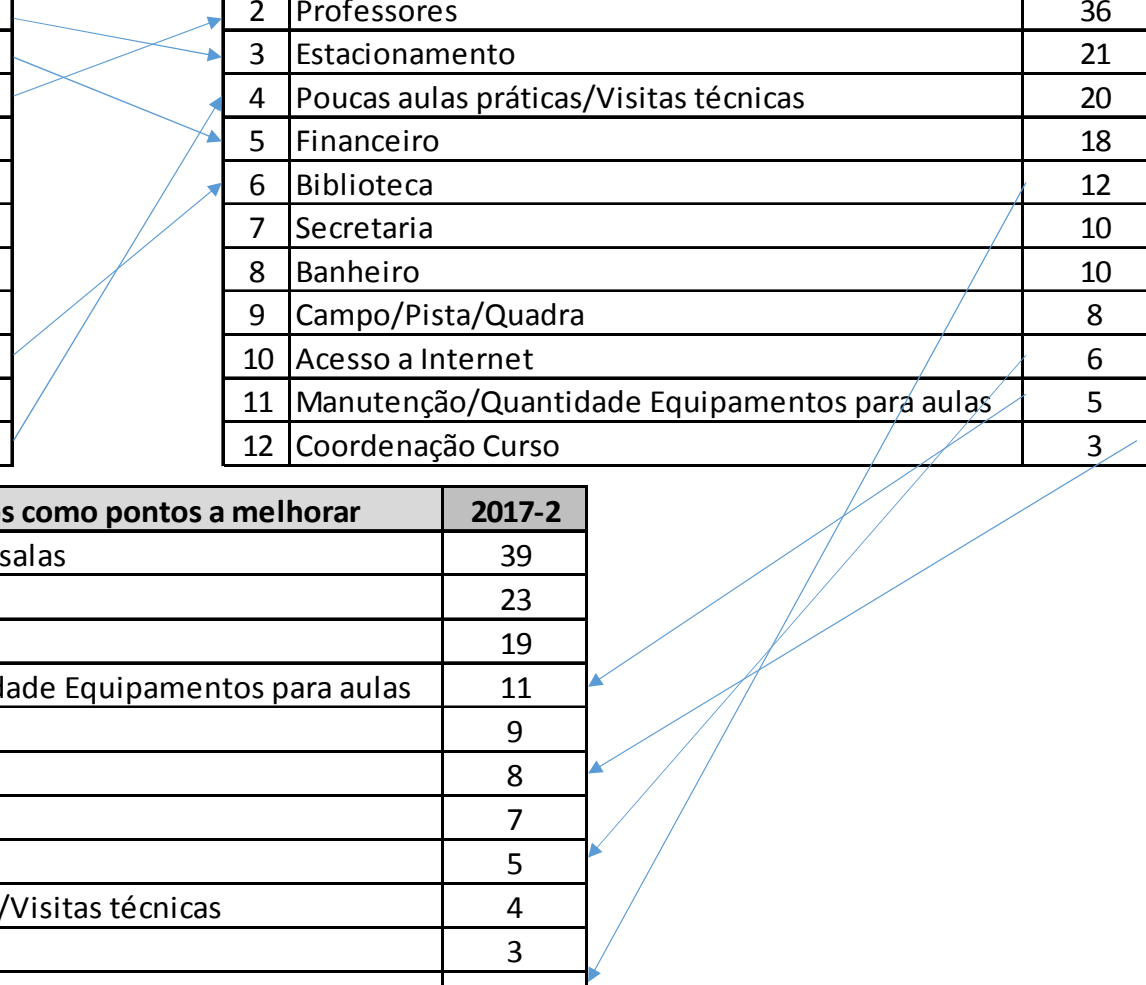 2 Professores 36
3 Estacionamento 21
4 Poucas aulas práticas/Visitas técnicas 20
5 Financeiro 18
6 Biblioteca 12
7 Secretaria 10
8 Banheiro 10
9 Campo/Pista/Quadra 8
10 Acesso a Internet 6
11 Manutenção/Quantidade Equipamentos para aulas 5
12 Coordenação Curso 3
s como pontos a melhorar 2017-2
salas 39
23
19
dade Equipamentos para aulas 11
9
8
7
5
/Visitas técnicas 4
3